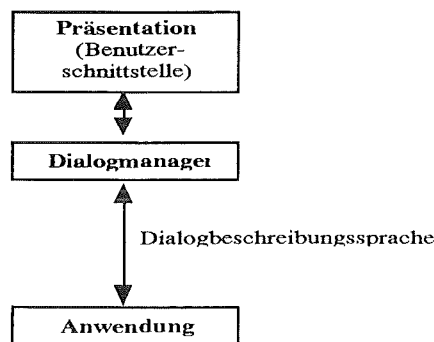 Präsentation
(Benutzer-
schnittstelle)
Dialogmanager
Dialogbeschreibungssprache
Anwendung